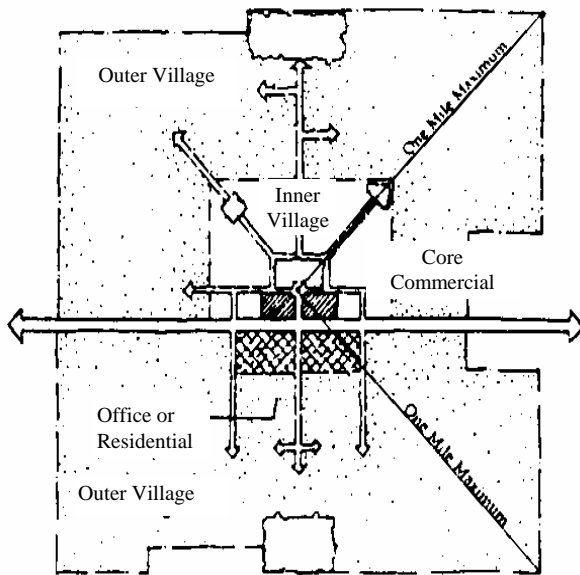 Outer Village
One Mile Maximum
Inner
Village
Core
Commercial
Office or
Residential
One Mile Maximum
Outer Village